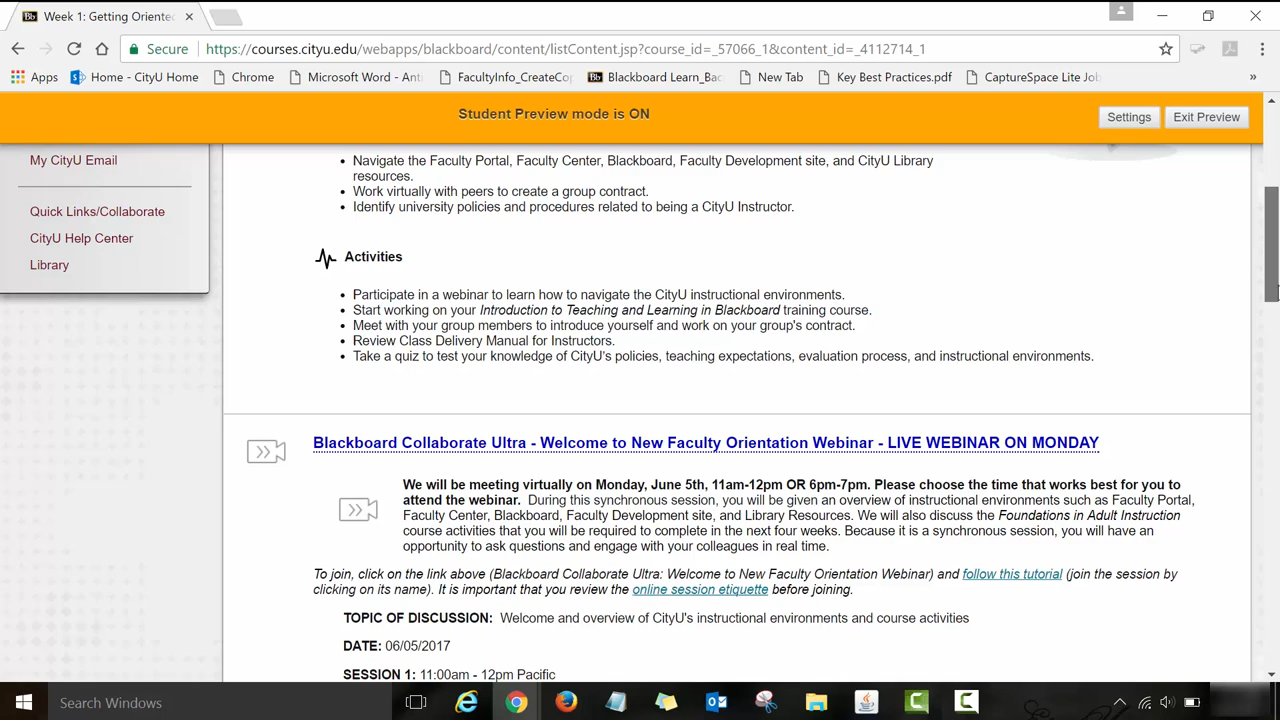 Week 1: Getting Oriented
Secure
https://courses.cityu.edu/webapps/blackboard/content/listContent.jsp?course_id=_57066_1&content_id=_4112714_1
Apps Home - CityU Home Chrome Microsoft Word - Anti FacultyInfo_CreateCo Blackboard Learn_Bac New Tab Key Best Practices.pdf CaptureSpace Lite Job »
Student Preview mode is ON
Settings Exit Preview
My CityU Email
Quick Links/Collaborate
CityU Help Center
Library
• Navigate the Faculty Portal, Faculty Center, Blackboard, Faculty Development site, and CityU Library
resources.
• Work virtually with peers to create a group contract.
• Identify university policies and procedures related to being a CityU Instructor.
Activities
• Participate in a webinar to learn how to navigate the CityU instructional environments.
• Start working on your Introduction to Teaching and Learning in Blackboard training course.
• Meet with your group members to introduce yourself and work on your group's contract.
• Review Class Delivery Manual for Instructors.
• Take a quiz to test your knowledge of CityU's policies, teaching expectations, evaluation process, and instructional environments.
Blackboard Collaborate Ultra - Welcome to New Faculty Orientation Webinar - LIVE WEBINAR ON MONDAY
We will be meeting virtually on Monday, June 5th, 11am-12pm OR 6pm-7pm. Please choose the time that works best for you to
attend the webinar. During this synchronous session, you will be given an overview of instructional environments such as Faculty Portal,
Faculty Center, Blackboard, Faculty Development site, and Library Resources. We will also discuss the Foundations in Adult Instruction
course activities that you will be required to complete in the next four weeks. Because it is a synchronous session, you will have an
opportunity to ask questions and engage with your colleagues in real time.
To join, click on the link above (Blackboard Collaborate Ultra: Welcome to New Faculty Orientation Webinar) and follow this tutorial (join the session by
clicking on its name). It is important that you review the online session etiquette before joining.
TOPIC OF DISCUSSION: Welcome and overview of CityU's instructional environments and course activities
DATE: 06/05/2017
SESSION 1: 11:00am - 12pm Pacific
Search Windows